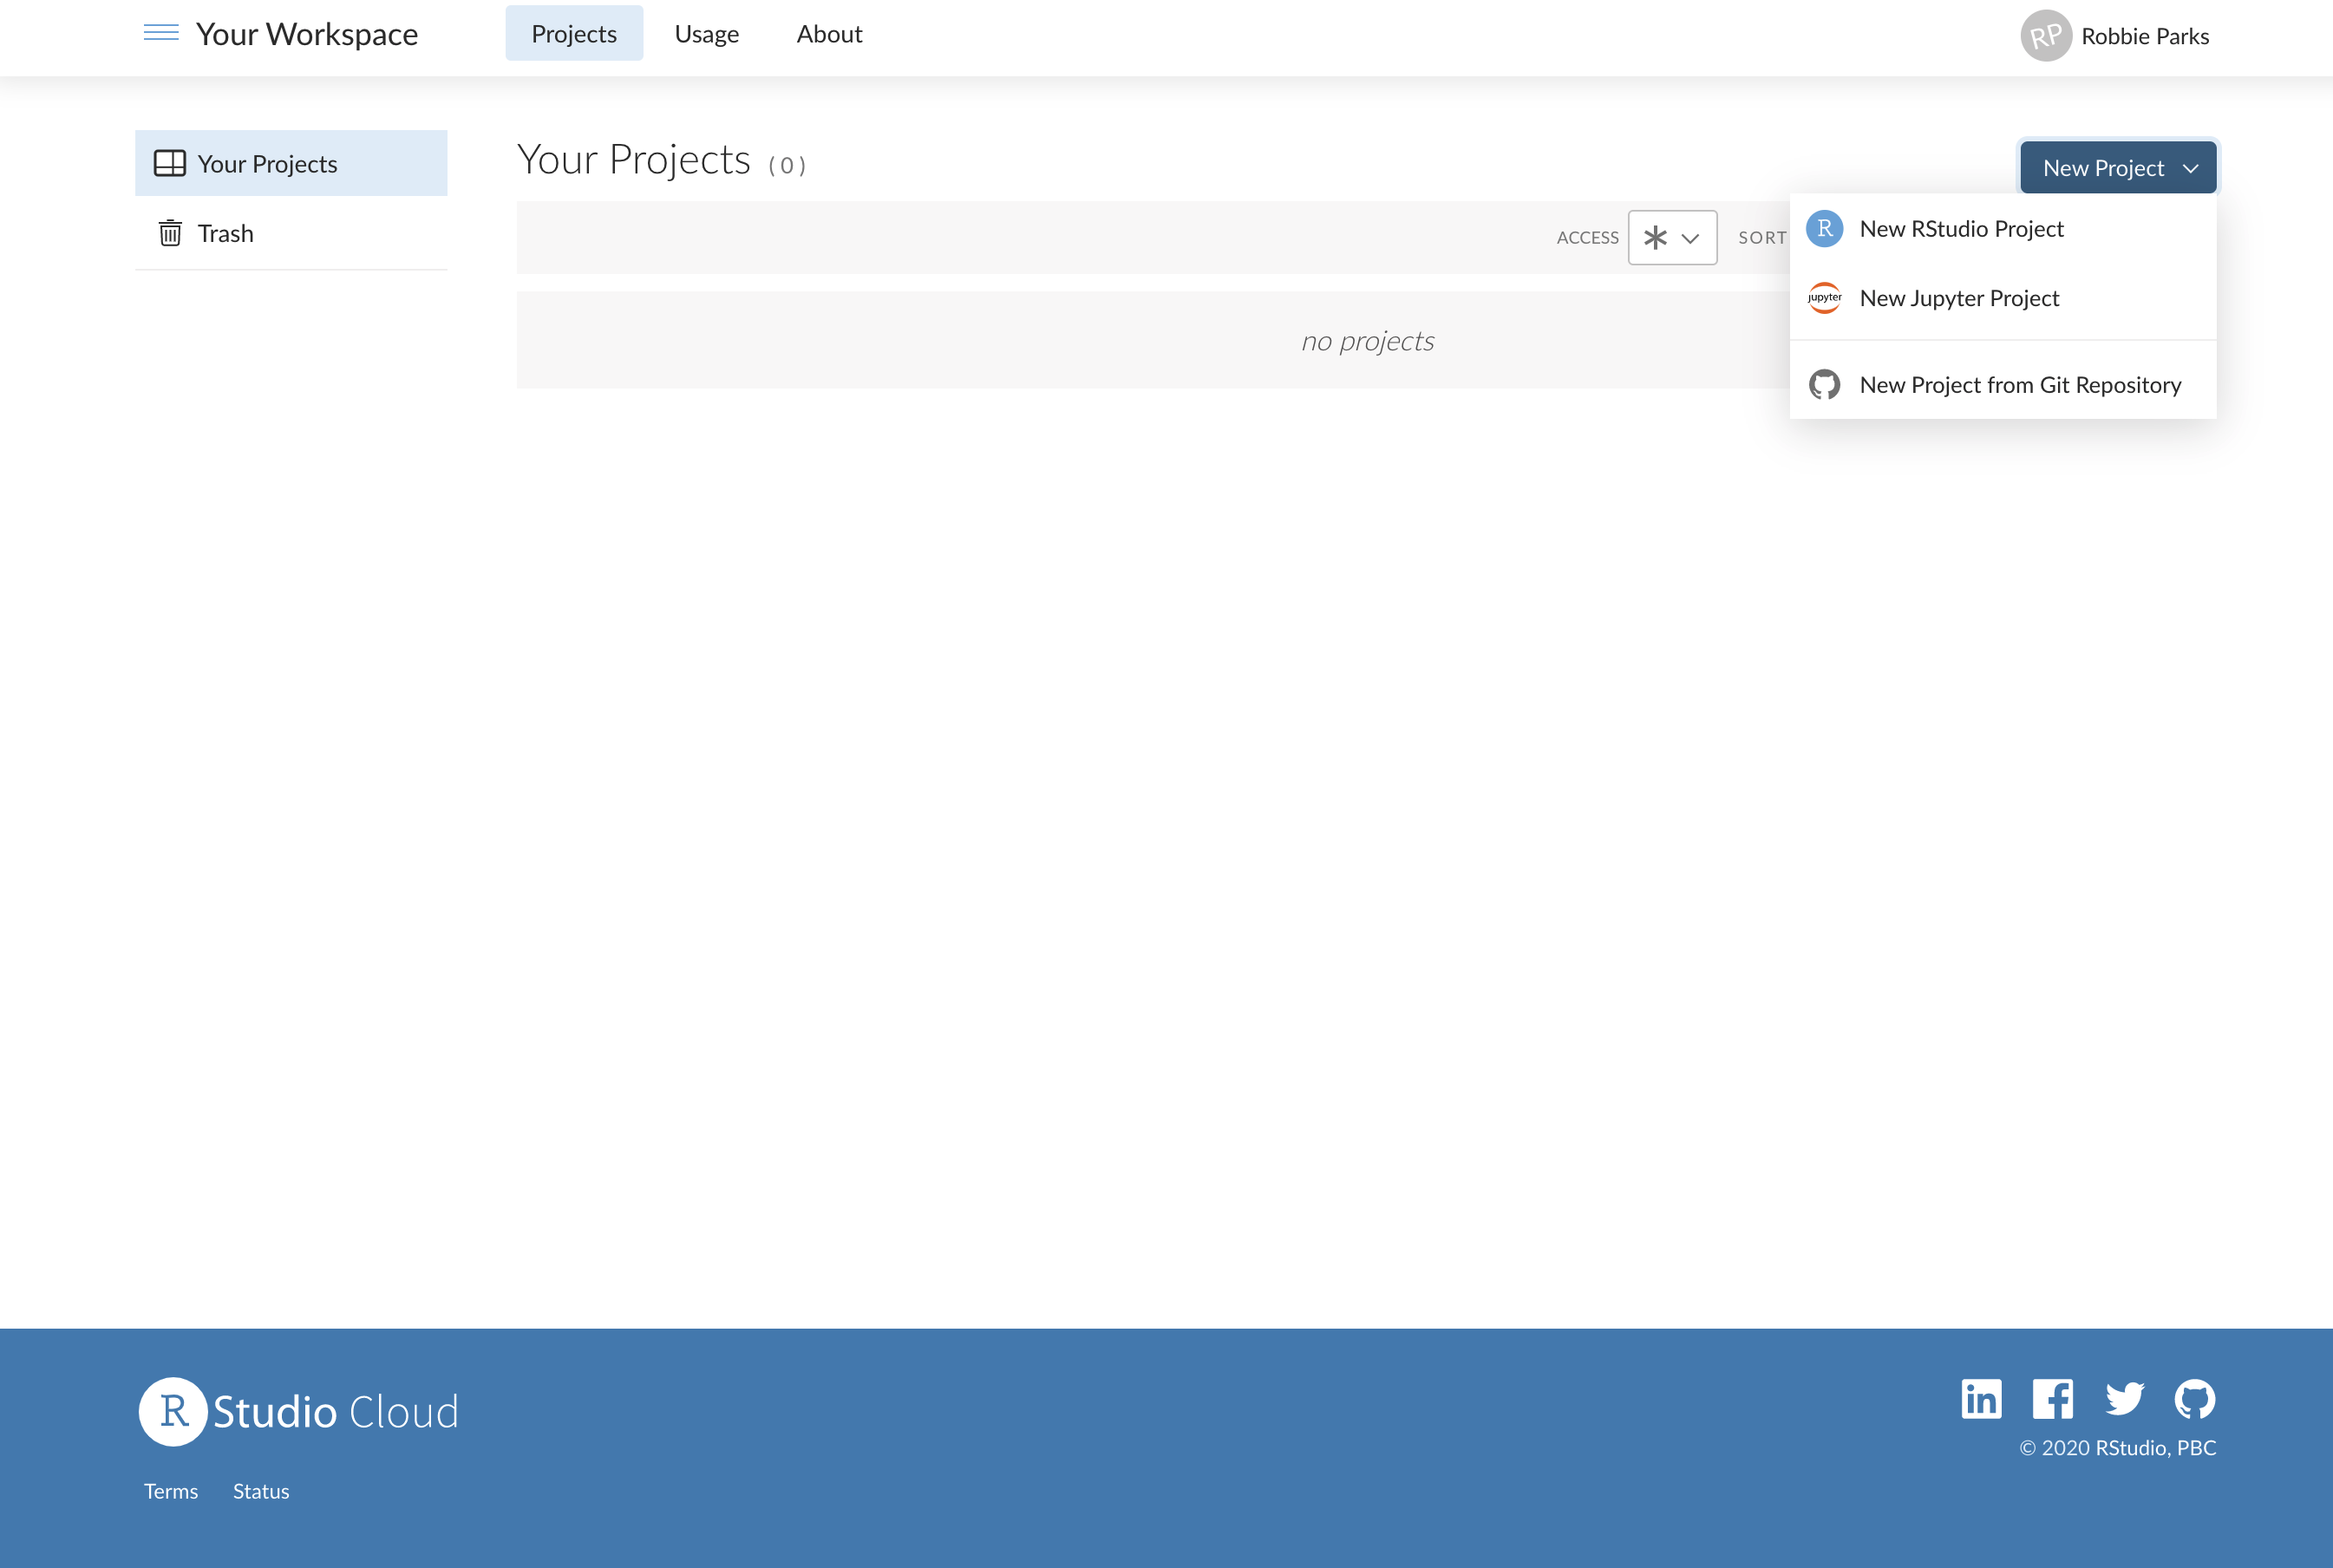 Your Workspace
Projects
Usage
About
RP
Robbie Parks
Your Projects
Trash
Your Projects (0)
New Project
ACCESS
SORT
New RStudio Project
jupyter
New Jupyter Project
New Project from Git Repository
no projects
R Studio Cloud
Terms
Status
© 2020 RStudio, PBC